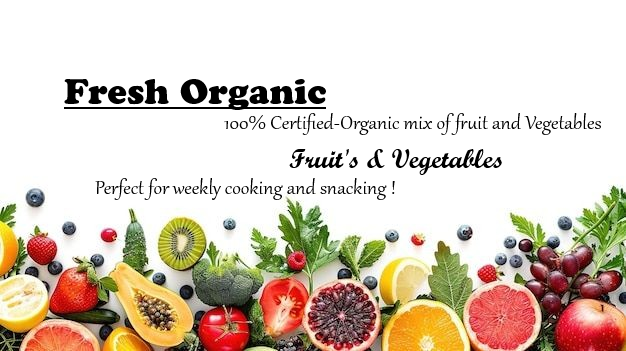 Fresh Organic
100% Certified-Organic mix of fruit and Vegetables
Fruit's & Vegetables
Perfect for weekly cooking and snacking !